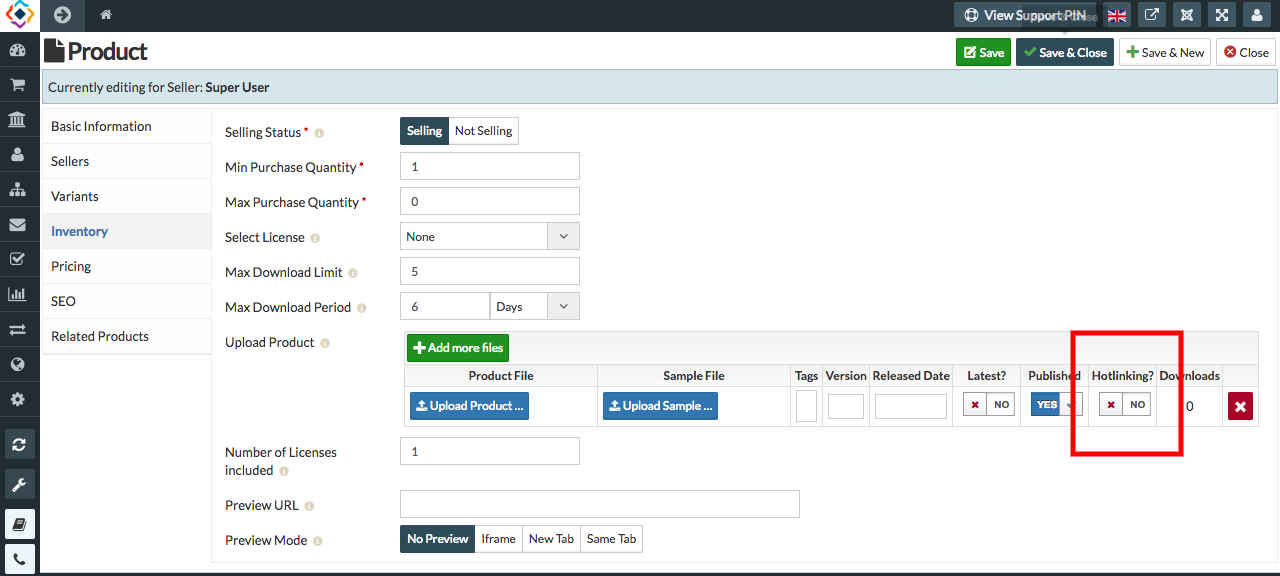 View Support PIN
Product
Save
Save & Close
Save & New
Close
Currently editing for Seller: Super User
Basic Information
Sellers
Variants
Inventory
Pricing
SEO
Related Products
Selling Status *
Selling
Not Selling
Min Purchase Quantity *
1
Max Purchase Quantity *
0
Select License
None
Max Download Limit
5
Max Download Period
6
Days
Upload Product
Add more files
Product File
Sample File
Tags
Version
Released Date
Latest?
Published
Hotlinking?
Downloads
Upload Product ...
Upload Sample ...
NO
YES
NO
0
Number of Licenses
included
1
Preview URL
Preview Mode
No Preview
Iframe
New Tab
Same Tab